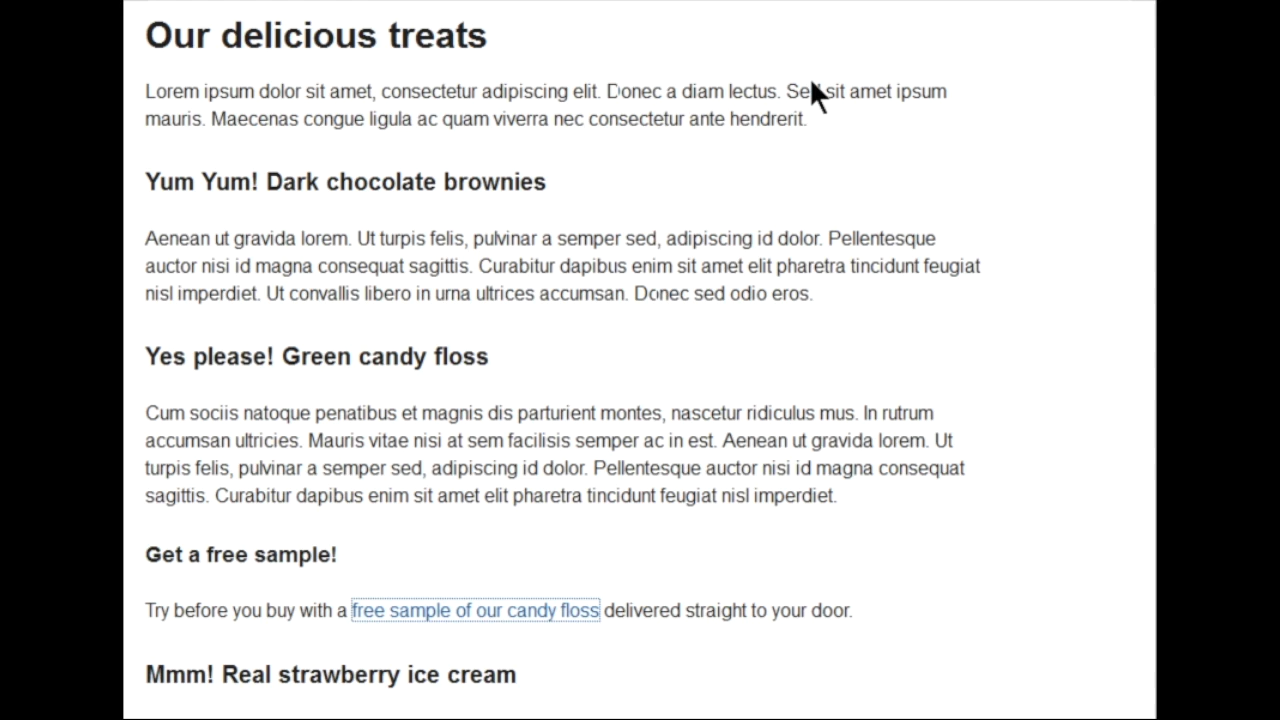 Our delicious treats
Lorem ipsum dolor sit amet, consectetur adipiscing elit. Donec a diam lectus. Sed sit amet ipsum
mauris. Maecenas congue ligula ac quam viverra nec consectetur ante hendrerit.
Yum Yum! Dark chocolate brownies
Aenean ut gravida lorem. Ut turpis felis, pulvinar a semper sed, adipiscing id dolor. Pellentesque
auctor nisi id magna consequat sagittis. Curabitur dapibus enim sit amet elit pharetra tincidunt feugiat
nisl imperdiet. Ut convallis libero in urna ultrices accumsan. Donec sed odio eros.
Yes please! Green candy floss
Cum sociis natoque penatibus et magnis dis parturient montes, nascetur ridiculus mus. In rutrum
accumsan ultricies. Mauris vitae nisi at sem facilisis semper ac in est. Aenean ut gravida lorem. Ut
turpis felis, pulvinar a semper sed, adipiscing id dolor. Pellentesque auctor nisi id magna consequat
sagittis. Curabitur dapibus enim sit amet elit pharetra tincidunt feugiat nisl imperdiet.
Get a free sample!
Try before you buy with a free sample of our candy floss delivered straight to your door.
Mmm! Real strawberry ice cream